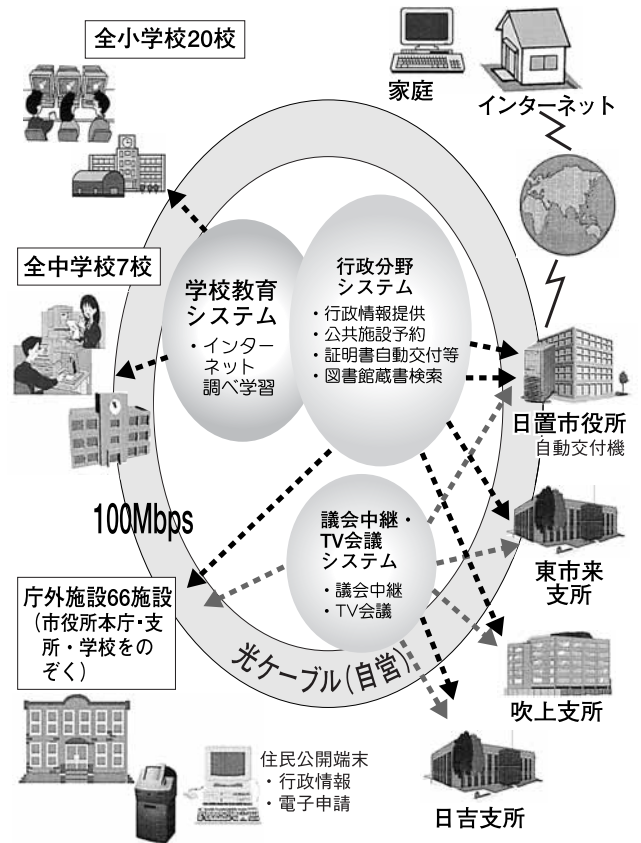 全小学校20校
家庭
インターネット
全中学校7校
学校教育
システム
・インター
ネット
調べ学習
行政分野
システム
・行政情報提供
・公共施設予約
・証明書自動交付等
・図書館蔵書検索
日置市役所
自動交付機
100Mbps
議会中継・
TV会議
システム
・議会中継
・TV会議
東市来
支所
庁外施設66施設
(市役所本庁・支
所・学校をの
ぞく)
光ケーブル(自営)
吹上支所
住民公開端末
・行政情報
・電子申請
日吉支所